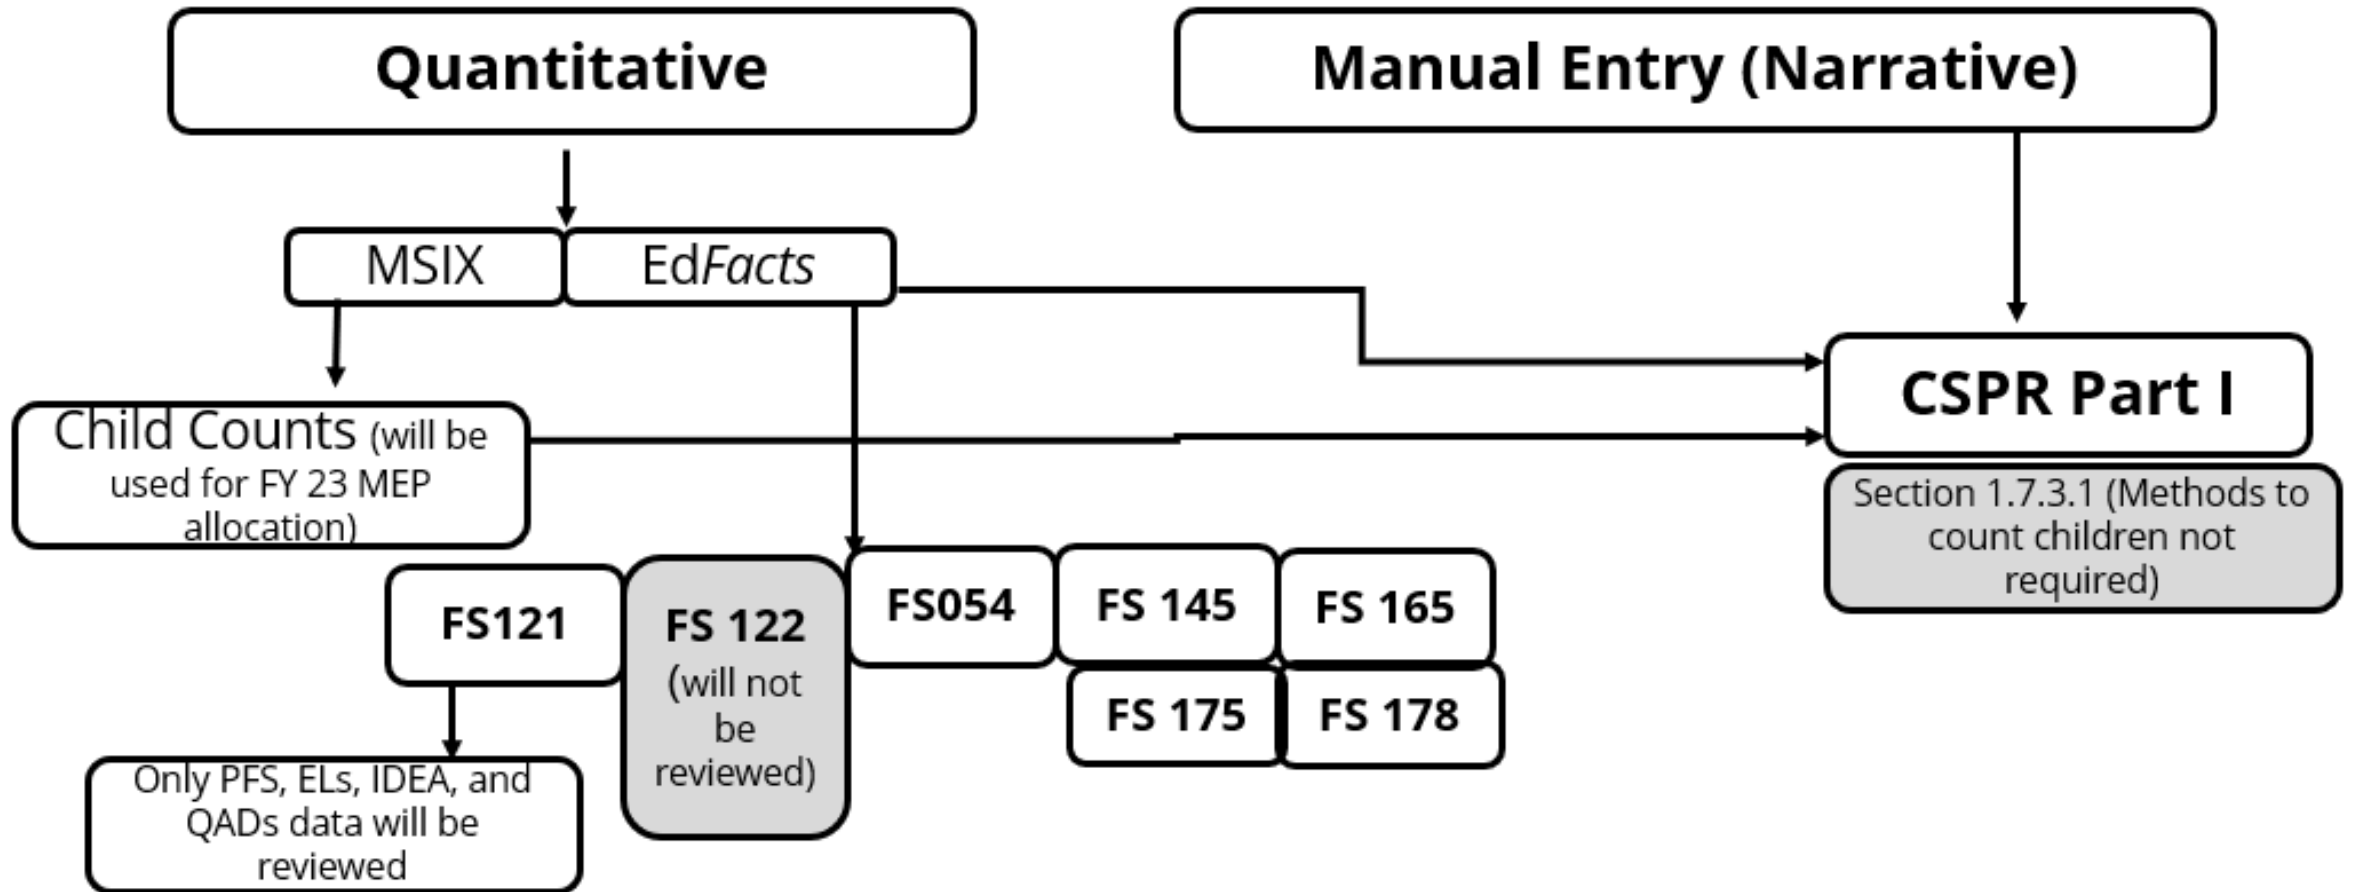 Quantitative
Manual Entry (Narrative)
MSIX
EdFacts
Child Counts (will be
used for FY 23 MEP
allocation)
CSPR Part I
Section 1.7.3.1 (Methods to
count children not
required)
FS121
FS 122
(will not
be
reviewed)
FS054
FS 145
FS 165
FS 175
FS 178
Only PFS, ELs, IDEA, and
QADs data will be
reviewed